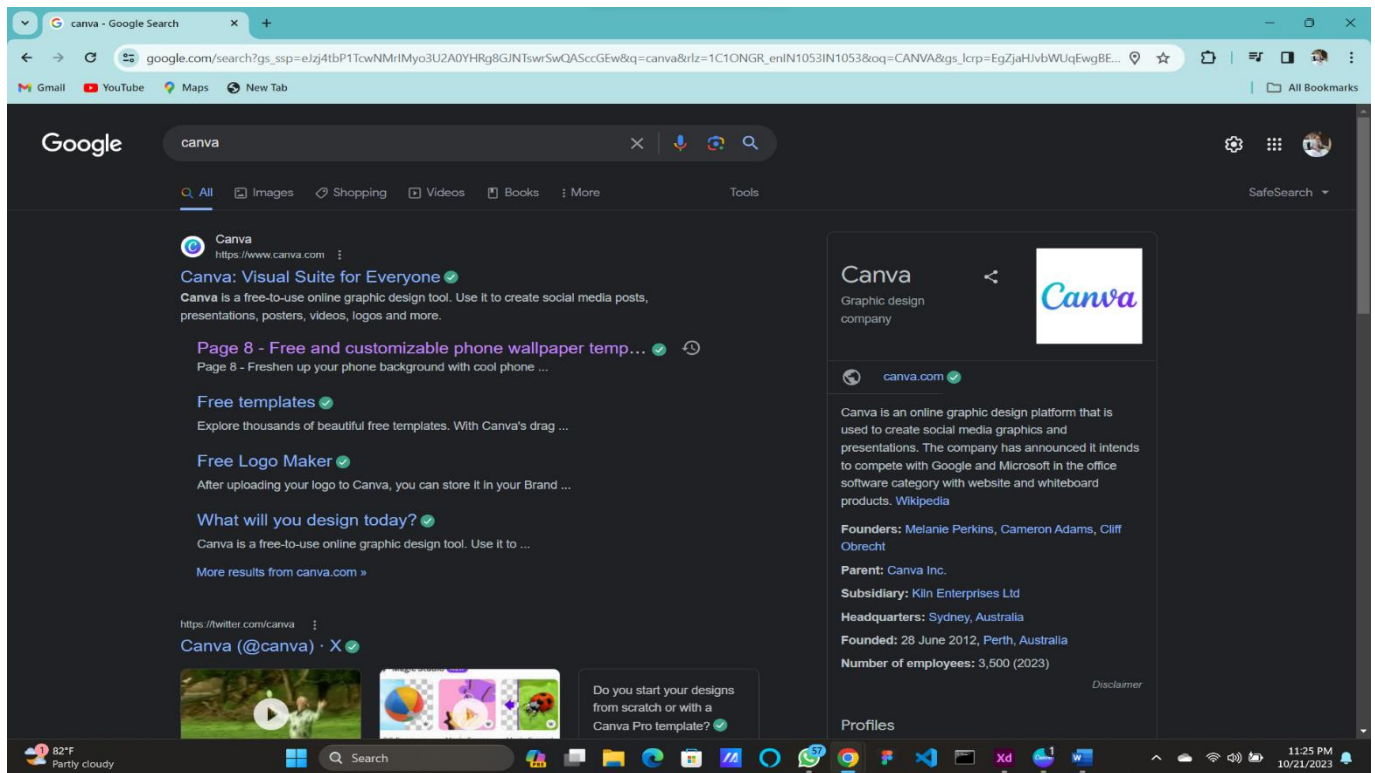 canva - Google Search
google.com/search?gs_ssp=eJzj4tbP1TcwNMrIMyo3U2A0YHRg8GJNTswrSwQASccGEw&q=canva&rlz=1C1ONGR_enIN1053IN1053&oq=CANVA&gs_lcrp=EgZjaHJvbWUqEwgBE...
Gmail YouTube Maps New Tab All Bookmarks
Google canva
All Images Shopping Videos Books More Tools SafeSearch
Canva
https://www.canva.com
Canva: Visual Suite for Everyone
Canva is a free-to-use online graphic design tool. Use it to create social media posts,
presentations, posters, videos, logos and more.
Page 8 - Free and customizable phone wallpaper temp...
Page 8 - Freshen up your phone background with cool phone ...
Free templates
Explore thousands of beautiful free templates. With Canva's drag ...
Free Logo Maker
After uploading your logo to Canva, you can store it in your Brand ...
What will you design today?
Canva is a free-to-use online graphic design tool. Use it to ...
More results from canva.com »
https://twitter.com/canva
Canva (@canva) · X
Magic Studio
Do you start your designs
from scratch or with a
Canva Pro template?
Canva
Graphic design
company
Canva
canva.com
Canva is an online graphic design platform that is
used to create social media graphics and
presentations. The company has announced it intends
to compete with Google and Microsoft in the office
software category with website and whiteboard
products. Wikipedia
Founders: Melanie Perkins, Cameron Adams, Cliff
Obrecht
Parent: Canva Inc.
Subsidiary: Kiln Enterprises Ltd
Headquarters: Sydney, Australia
Founded: 28 June 2012, Perth, Australia
Number of employees: 3,500 (2023)
Disclaimer
Profiles
1 82°F
Partly cloudy
Search
PRE
57
Xd
1
W
11:25 PM
10/21/2023